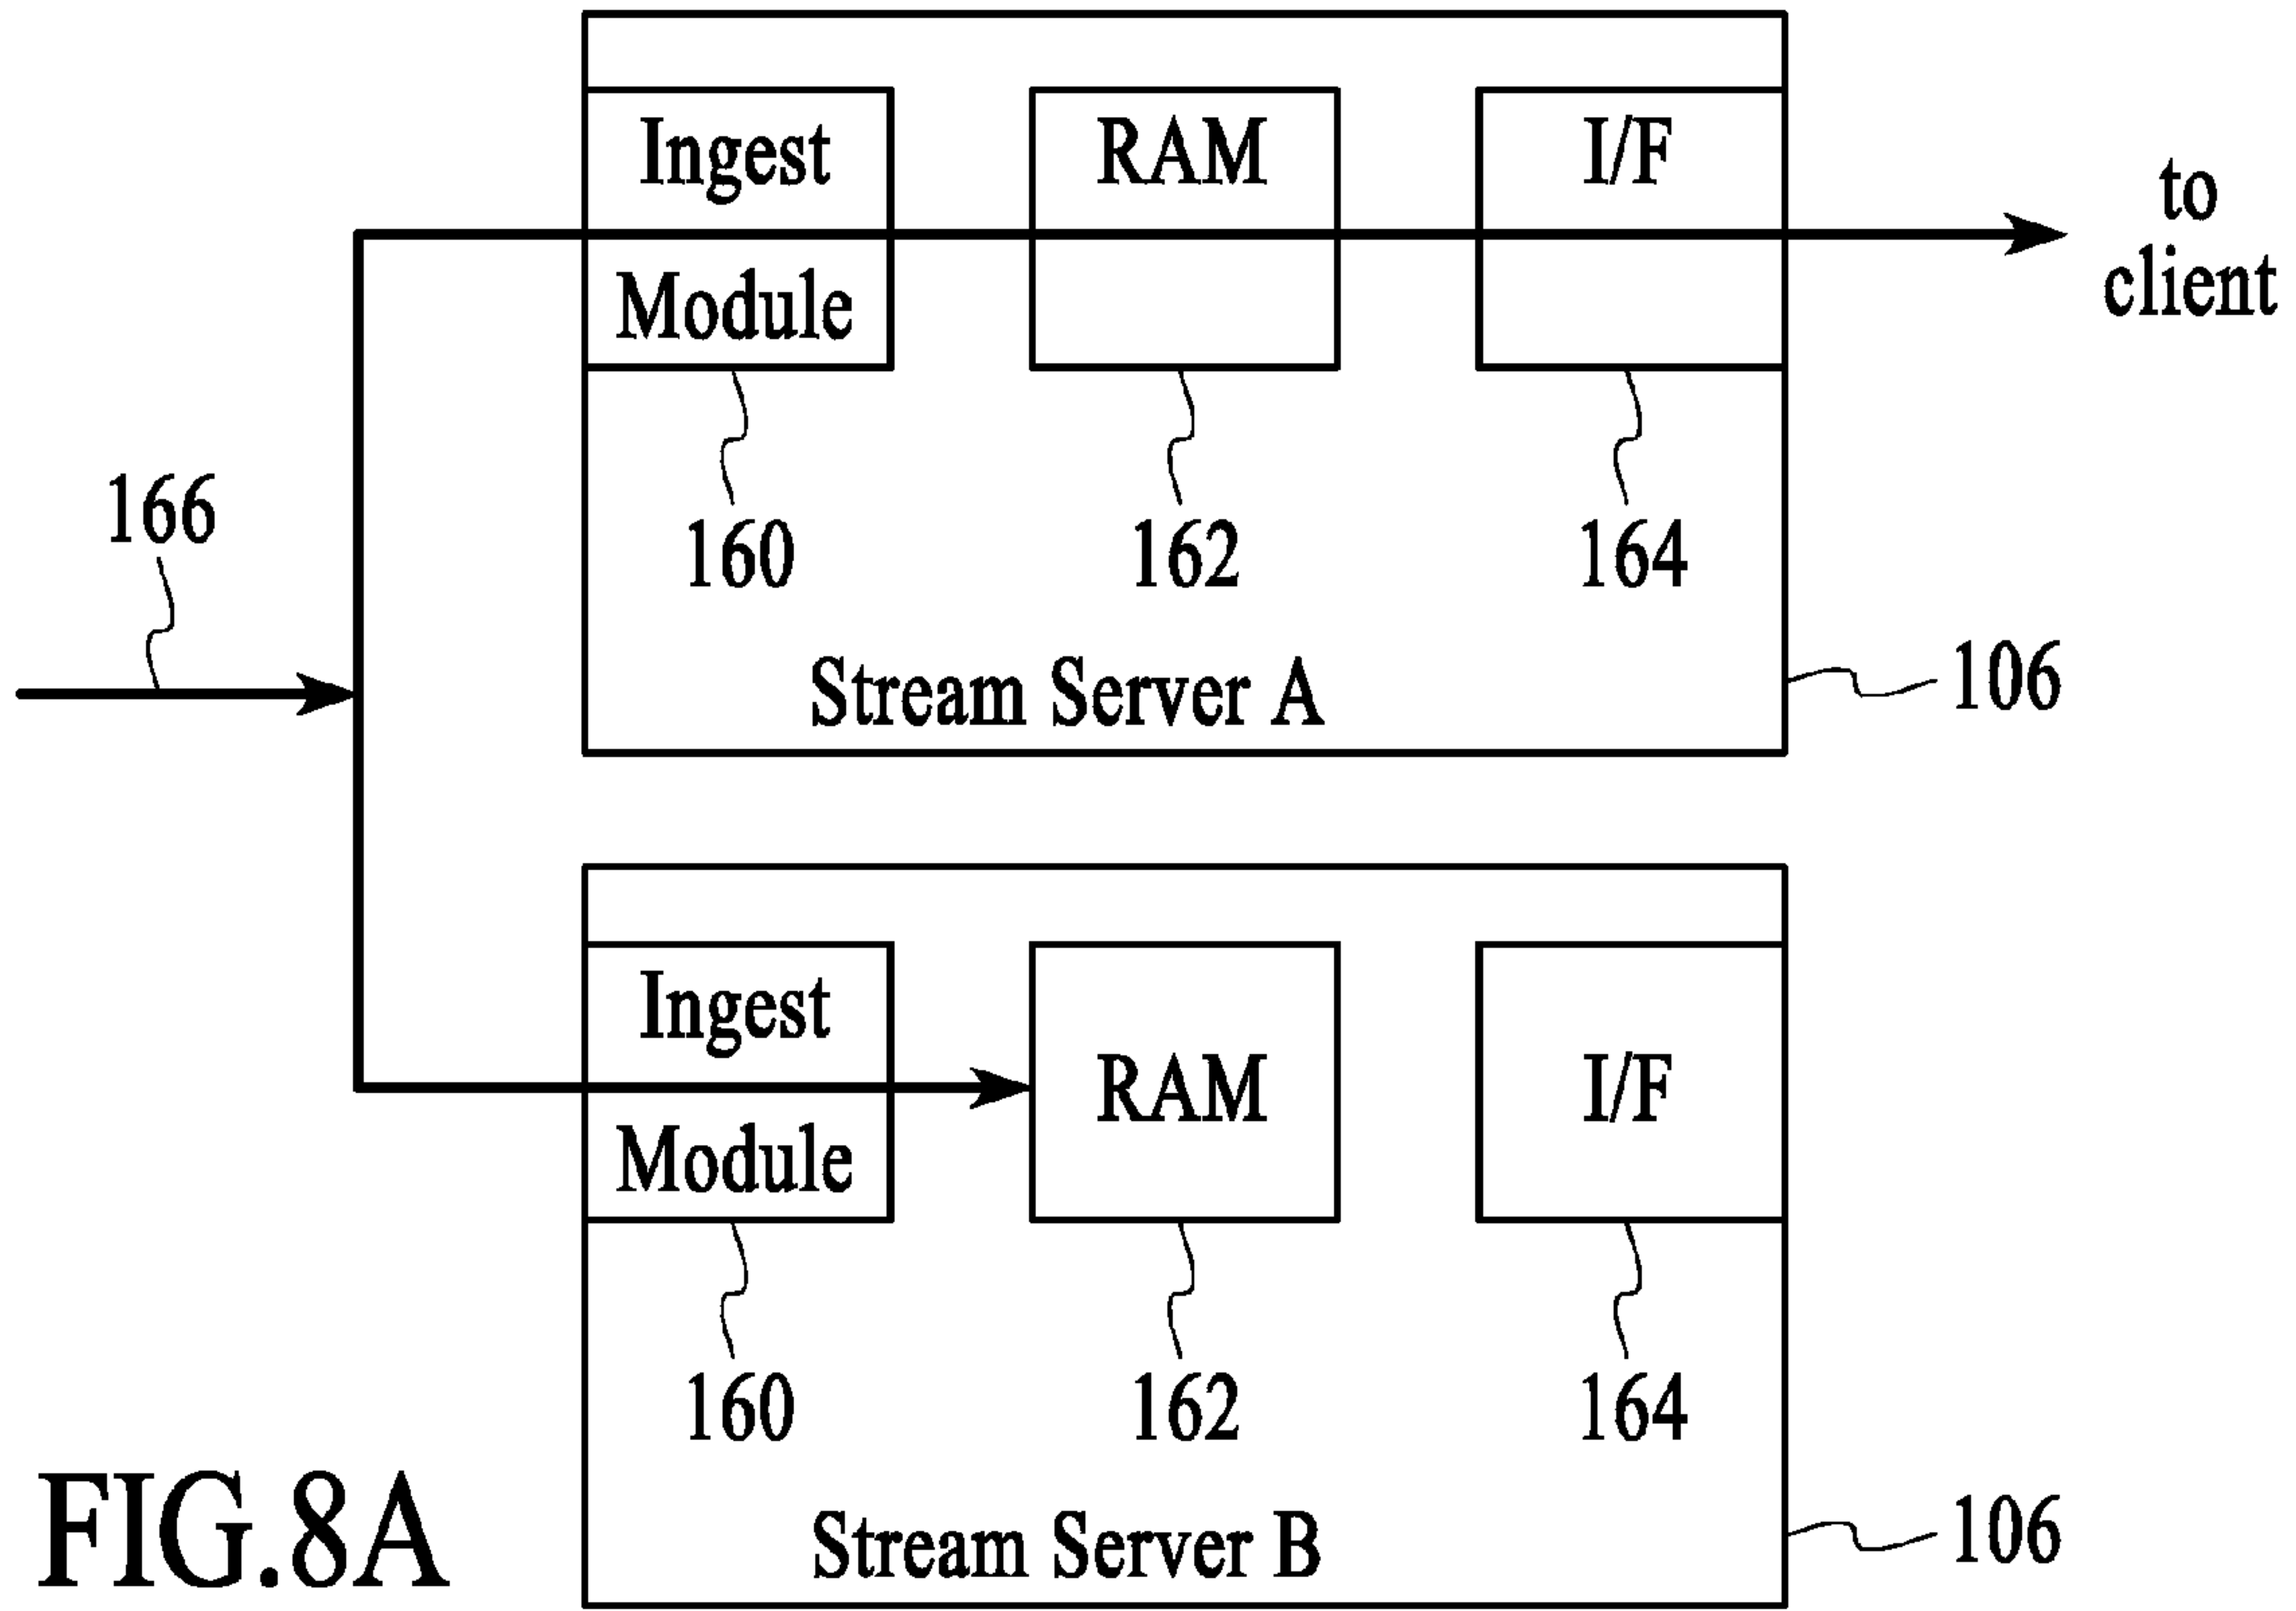 Ingest
Module
RAM
I/F
to
client
160
162
164
166
Stream Server A
106
Ingest
Module
RAM
I/F
160
162
164
Stream Server B
106
FIG.8A